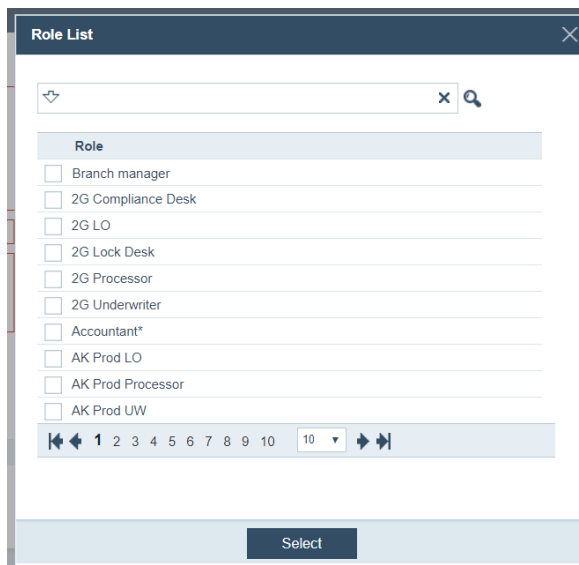 Role List
Role
Branch manager
2G Compliance Desk
2G LO
2G Lock Desk
2G Processor
2G Underwriter
Accountant*
AK Prod LO
AK Prod Processor
AK Prod UW
1 2 3 4 5 6 7 8 9 10 10
Select